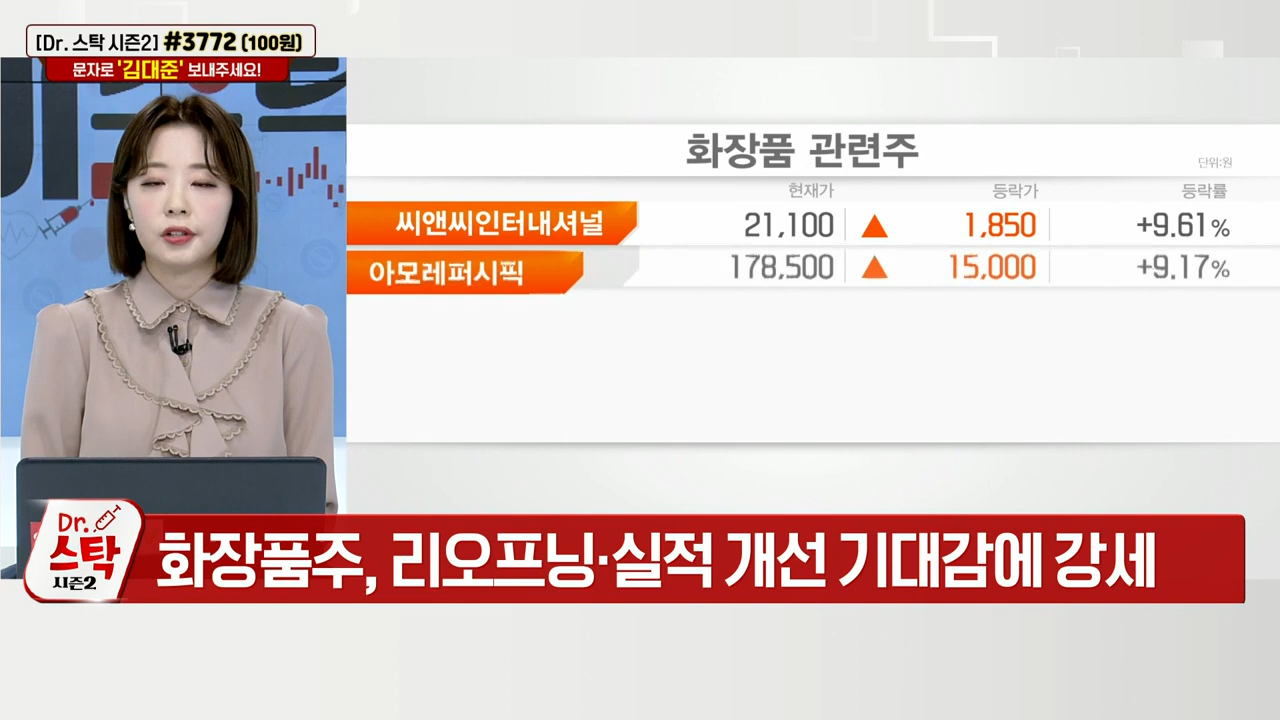 [Dr. 스탁 시즌2] #3772 (100원)
문자로 '김대준' 보내주세요!
화장품 관련주
단위:원
현재가 등락가 등락률
씨앤씨인터내셔널 21,100 ▲ 1,850 +9.61%
아모레퍼시픽 178,500 ▲ 15,000 +9.17%
Dr.
스탁
시즌2
화장품주, 리오프닝·실적 개선 기대감에 강세